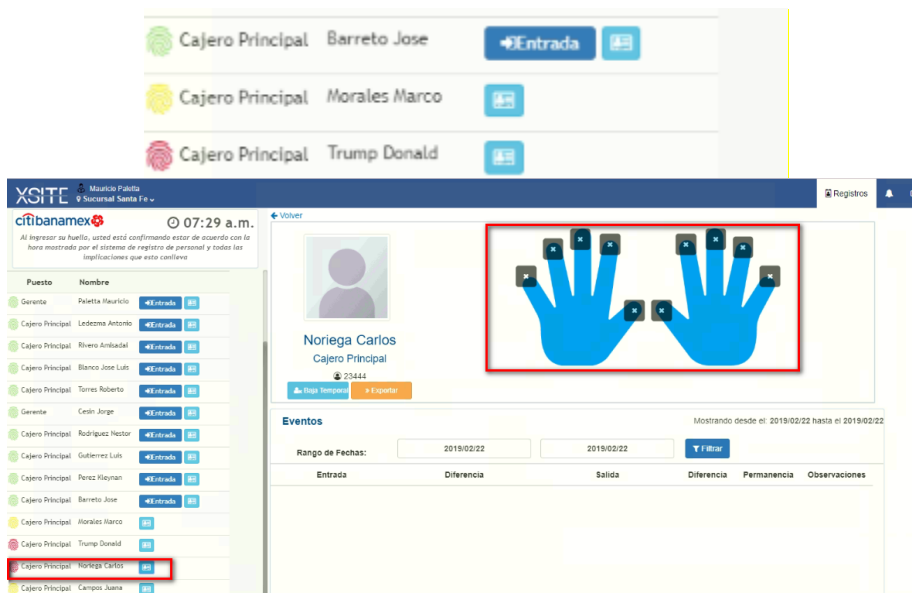 Cajero Principal Barreto Jose Entrada
Cajero Principal Morales Marco
Cajero Principal Trump Donald
XSITE
Mauricio Paletta
Sucursal Santa Fe
Registros
citibanamex
07:29 a.m.
Al ingresar su huella, usted está confirmando estar de acuerdo con la
hora mostrada por el sistema de registro de personal y todas las
implicaciones que esto conlleva
Puesto Nombre
Gerente Paletta Mauricio Entrada
Cajero Principal Ledezma Antonio Entrada
Cajero Principal Rivero Amisadai Entrada
Cajero Principal Blanco Jose Luis Entrada
Cajero Principal Torres Roberto Entrada
Gerente Cesin Jorge Entrada
Cajero Principal Rodriguez Nestor Entrada
Cajero Principal Gutierrez Luis Entrada
Cajero Principal Perez Kleynan Entrada
Cajero Principal Barreto Jose Entrada
Cajero Principal Morales Marco
Cajero Principal Trump Donald
Cajero Principal Noriega Carlos
Cajero Principal Campos Juana
Volver
Noriega Carlos
Cajero Principal
23444
Baja Temporal
Exportar
Eventos
Mostrando desde el: 2019/02/22 hasta el 2019/02/22
Rango de Fechas: 2019/02/22 2019/02/22 Filtrar
Entrada Diferencia Salida Diferencia Permanencia Observaciones